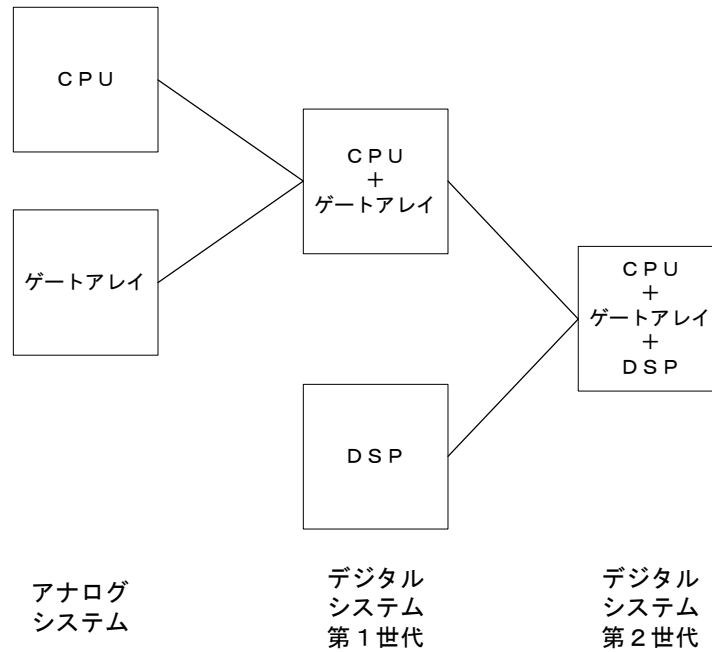 ＣＰＵ
ゲートアレイ
ＣＰＵ
＋
ゲートアレイ
ＤＳＰ
ＣＰＵ
＋
ゲートアレイ
＋
ＤＳＰ
アナログ
システム
デジタル
システム
第１世代
デジタル
システム
第２世代